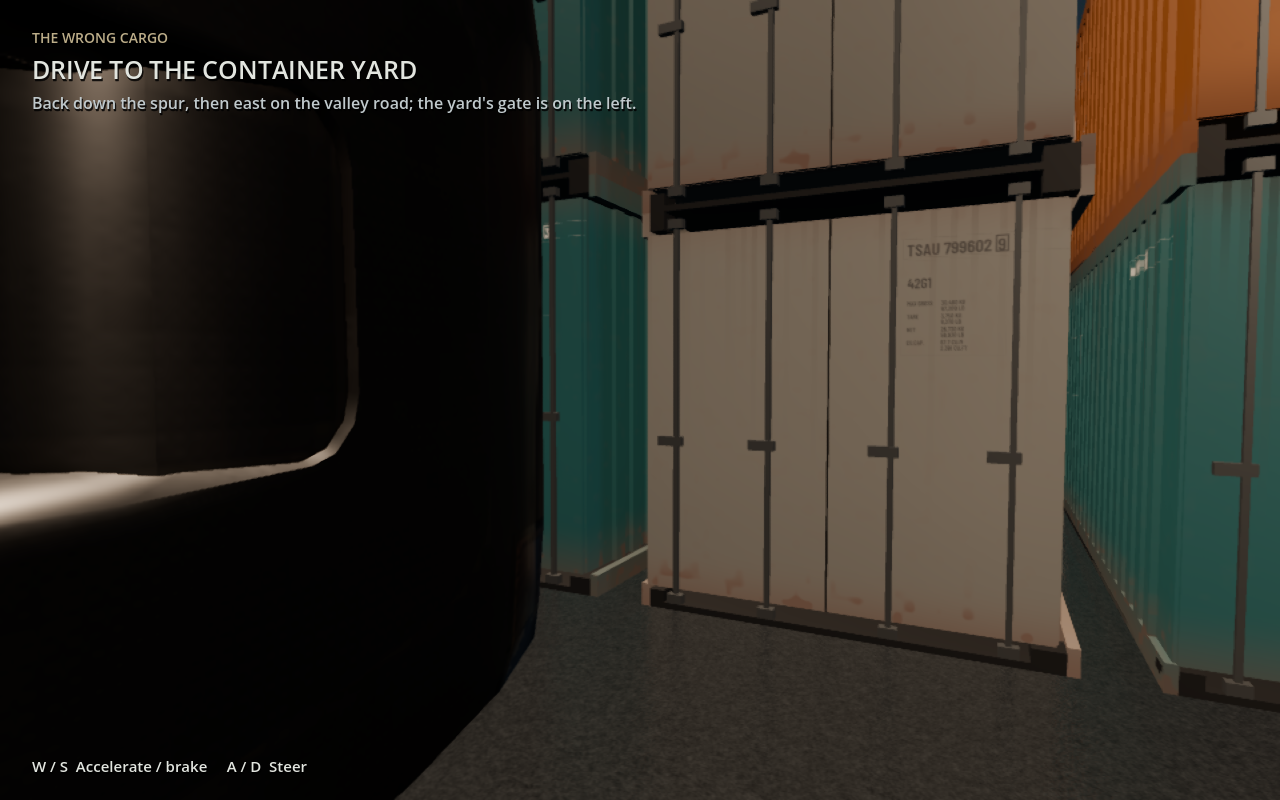 THE WRONG CARGO
DRIVE TO THE CONTAINER YARD
Back down the spur, then east on the valley road; the yard's gate is on the left.
TSAU 799602 9
42G1
W / S Accelerate / brake A / D Steer